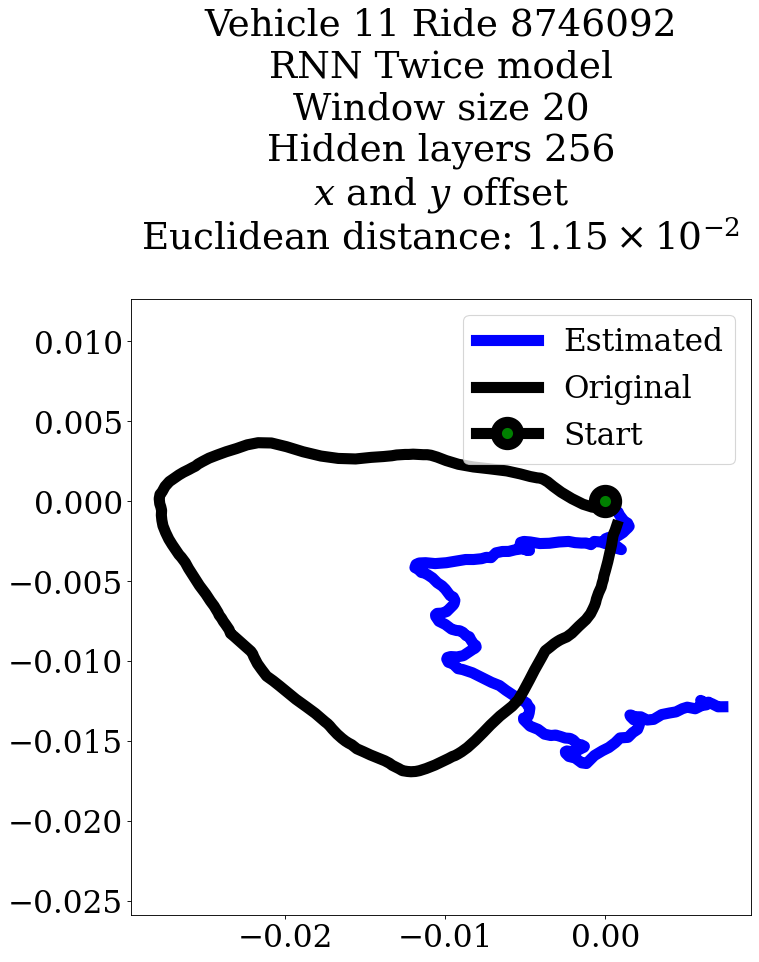 Vehicle 11 Ride 8746092
RNN Twice model
Window size 20
Hidden layers 256
x and y offset
Euclidean distance: 1.15 × 10⁻²
Estimated
Original
Start
0.010
0.005
0.000
−0.005
−0.010
−0.015
−0.020
−0.025
−0.02 −0.01 0.00